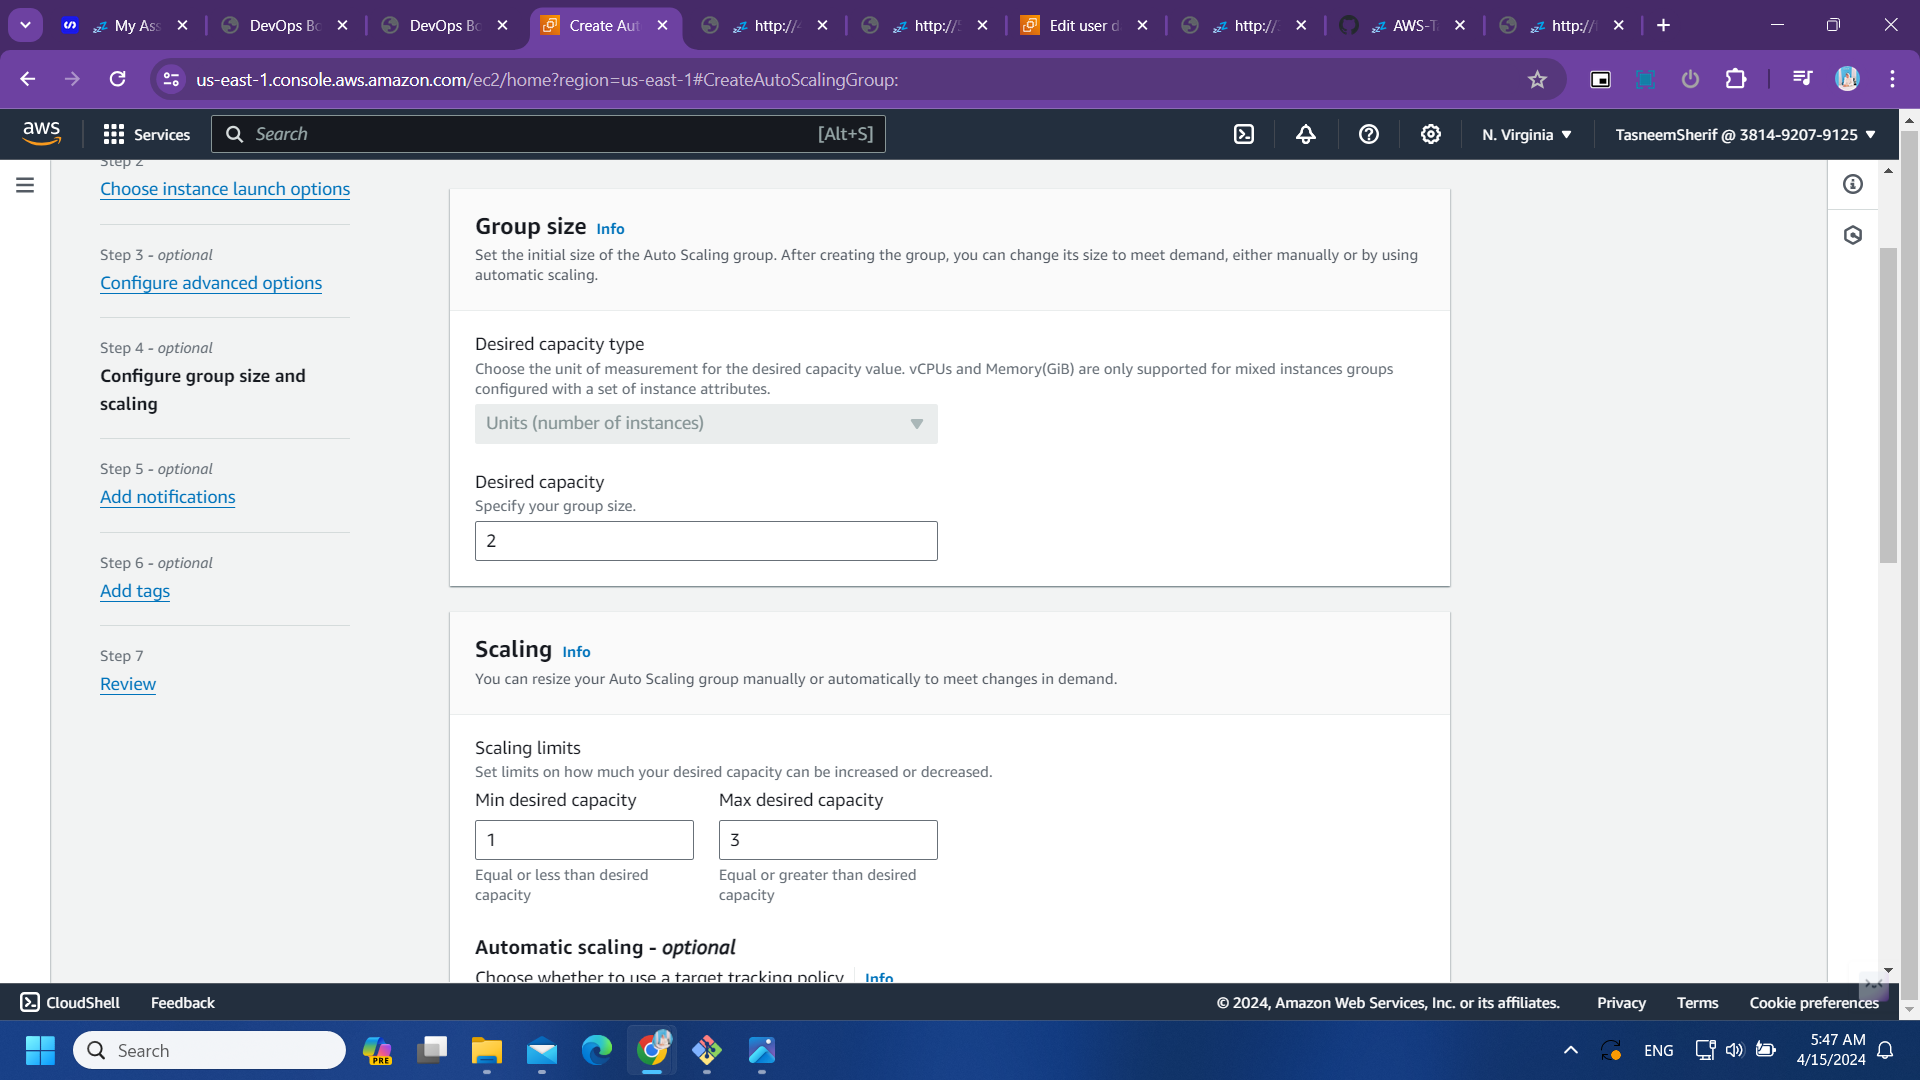 My Ass
DevOps Bo
DevOps Bo
Create Aut
http://
http://
Edit user d
http://
AWS-T
http://
us-east-1.console.aws.amazon.com/ec2/home?region=us-east-1#CreateAutoScalingGroup:
aws
Services
Search
[Alt+S]
N. Virginia
TasneemSherif @ 3814-9207-9125
Step 2
Choose instance launch options
Step 3 - optional
Configure advanced options
Step 4 - optional
Configure group size and
scaling
Step 5 - optional
Add notifications
Step 6 - optional
Add tags
Step 7
Review
Group size Info
Set the initial size of the Auto Scaling group. After creating the group, you can change its size to meet demand, either manually or by using
automatic scaling.
Desired capacity type
Choose the unit of measurement for the desired capacity value. vCPUs and Memory(GiB) are only supported for mixed instances groups
configured with a set of instance attributes.
Units (number of instances)
Desired capacity
Specify your group size.
2
Scaling Info
You can resize your Auto Scaling group manually or automatically to meet changes in demand.
Scaling limits
Set limits on how much your desired capacity can be increased or decreased.
Min desired capacity
Max desired capacity
1
3
Equal or less than desired
capacity
Equal or greater than desired
capacity
Automatic scaling - optional
Choose whether to use a target tracking policy Info
CloudShell
Feedback
© 2024, Amazon Web Services, Inc. or its affiliates.
Privacy
Terms
Cookie preferences
Search
PRE
ENG
5:47 AM
4/15/2024